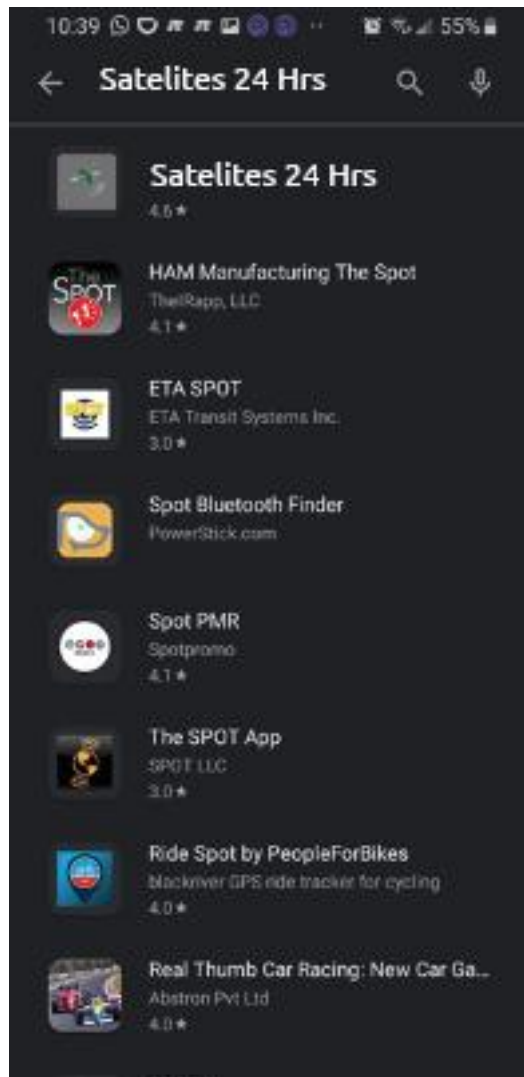 10:39 55%
Satelites 24 Hrs
Satelites 24 Hrs
4.6★
The SPOT
HAM Manufacturing The Spot
TheIRapp, LLC
4.1★
ETA SPOT
ETA Transit Systems Inc.
3.0★
Spot Bluetooth Finder
PowerStick.com
Spot PMR
Spotpromo
4.1★
The SPOT App
SPOT LLC
3.0★
Ride Spot by PeopleForBikes
blackriver GPS ride tracker for cycling
4.0★
Real Thumb Car Racing: New Car Ga...
Abstron Pvt Ltd
4.0★